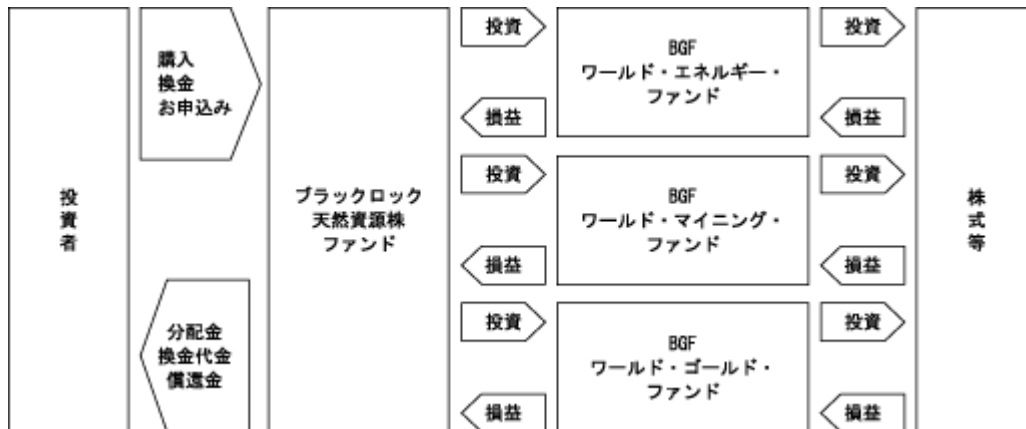 投資者
購入
換金
お申込み
分配金
換金代金
償還金
ブラックロック
天然資源株
ファンド
投資
損益
投資
損益
投資
損益
BGF
ワールド・エネルギー・
ファンド
BGF
ワールド・マイニング・
ファンド
BGF
ワールド・ゴールド・
ファンド
投資
損益
投資
損益
投資
損益
株式等